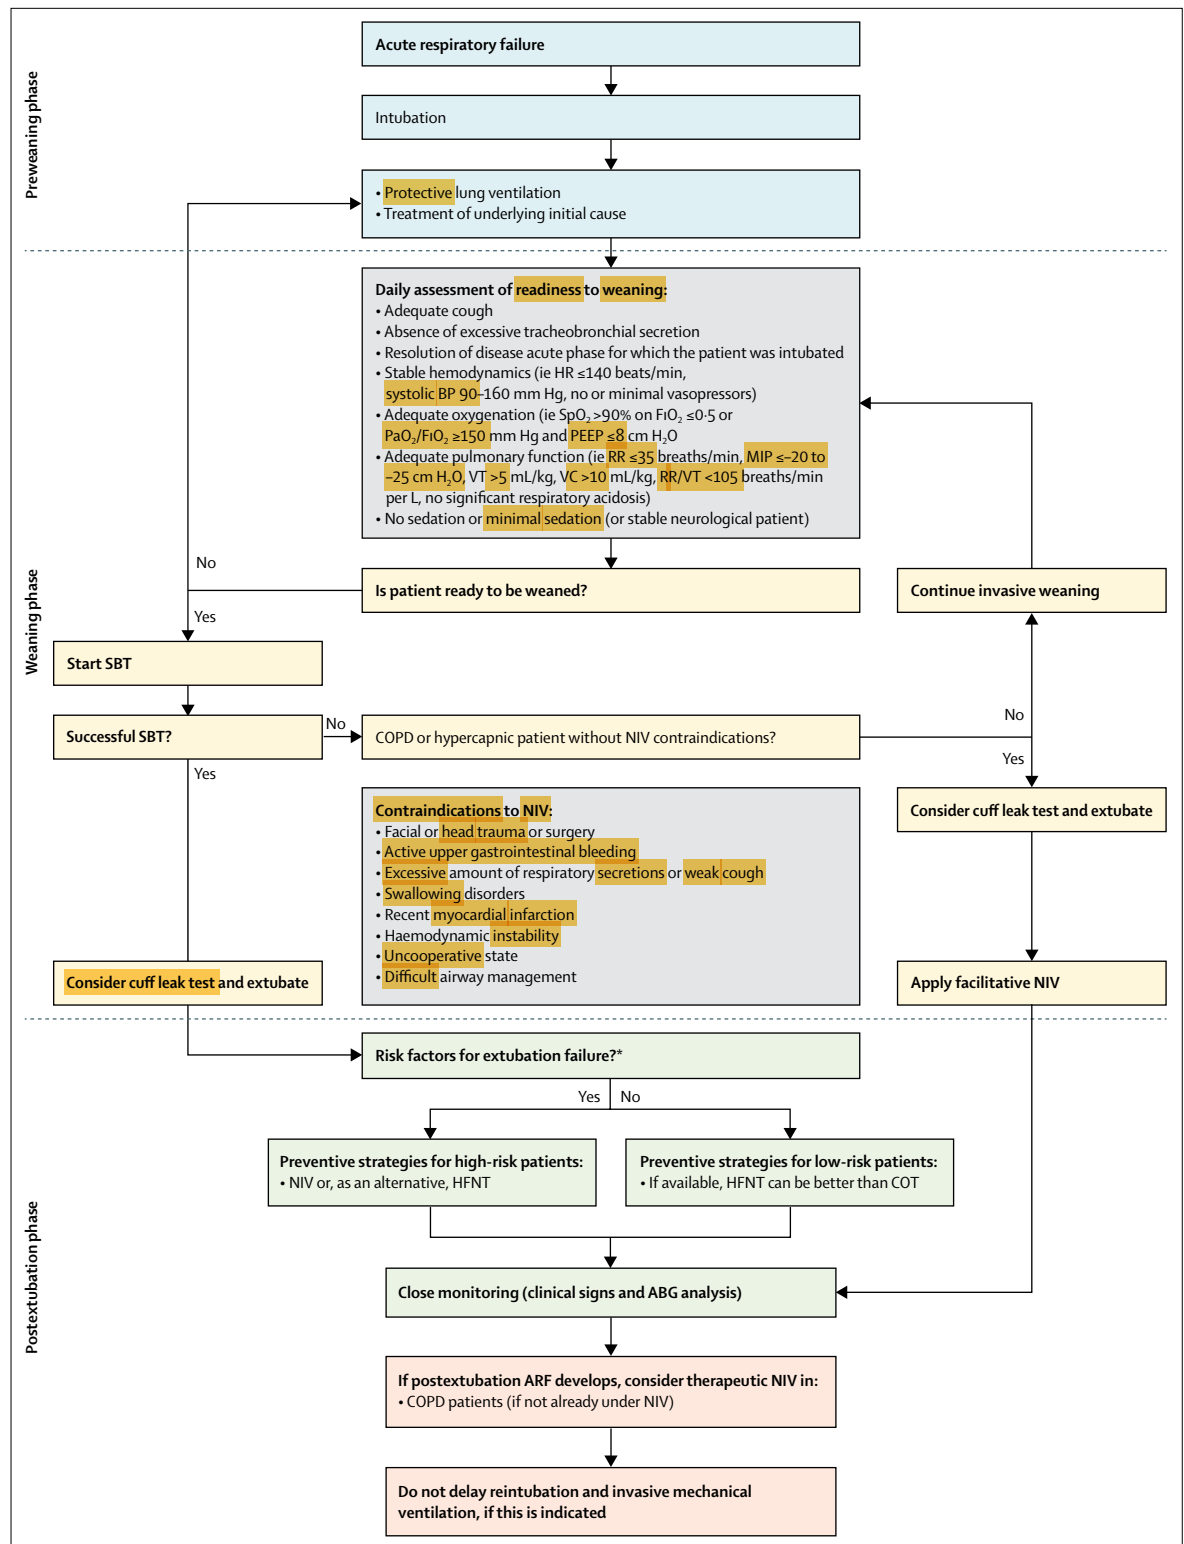 Preweaning phase
Acute respiratory failure
Intubation
• Protective lung ventilation
• Treatment of underlying initial cause
Weaning phase
Daily assessment of readiness to weaning:
• Adequate cough
• Absence of excessive tracheobronchial secretion
• Resolution of disease acute phase for which the patient was intubated
• Stable hemodynamics (ie HR ≤140 beats/min,
systolic BP 90–160 mm Hg, no or minimal vasopressors)
• Adequate oxygenation (ie SpO₂ >90% on FiO₂ ≤0·5 or
PaO₂/FiO₂ ≥150 mm Hg and PEEP ≤8 cm H₂O
• Adequate pulmonary function (ie RR ≤35 breaths/min, MIP ≤–20 to
–25 cm H₂O, VT >5 mL/kg, VC >10 mL/kg, RR/VT <105 breaths/min
per L, no significant respiratory acidosis)
• No sedation or minimal sedation (or stable neurological patient)
No
Is patient ready to be weaned?
Continue invasive weaning
Yes
Start SBT
Successful SBT?
No
COPD or hypercapnic patient without NIV contraindications?
No
Yes
Yes
Contraindications to NIV:
• Facial or head trauma or surgery
• Active upper gastrointestinal bleeding
• Excessive amount of respiratory secretions or weak cough
• Swallowing disorders
• Recent myocardial infarction
• Haemodynamic instability
• Uncooperative state
• Difficult airway management
Consider cuff leak test and extubate
Consider cuff leak test and extubate
Apply facilitative NIV
Postextubation phase
Risk factors for extubation failure?*
Yes
No
Preventive strategies for high-risk patients:
• NIV or, as an alternative, HFNT
Preventive strategies for low-risk patients:
• If available, HFNT can be better than COT
Close monitoring (clinical signs and ABG analysis)
If postextubation ARF develops, consider therapeutic NIV in:
• COPD patients (if not already under NIV)
Do not delay reintubation and invasive mechanical
ventilation, if this is indicated